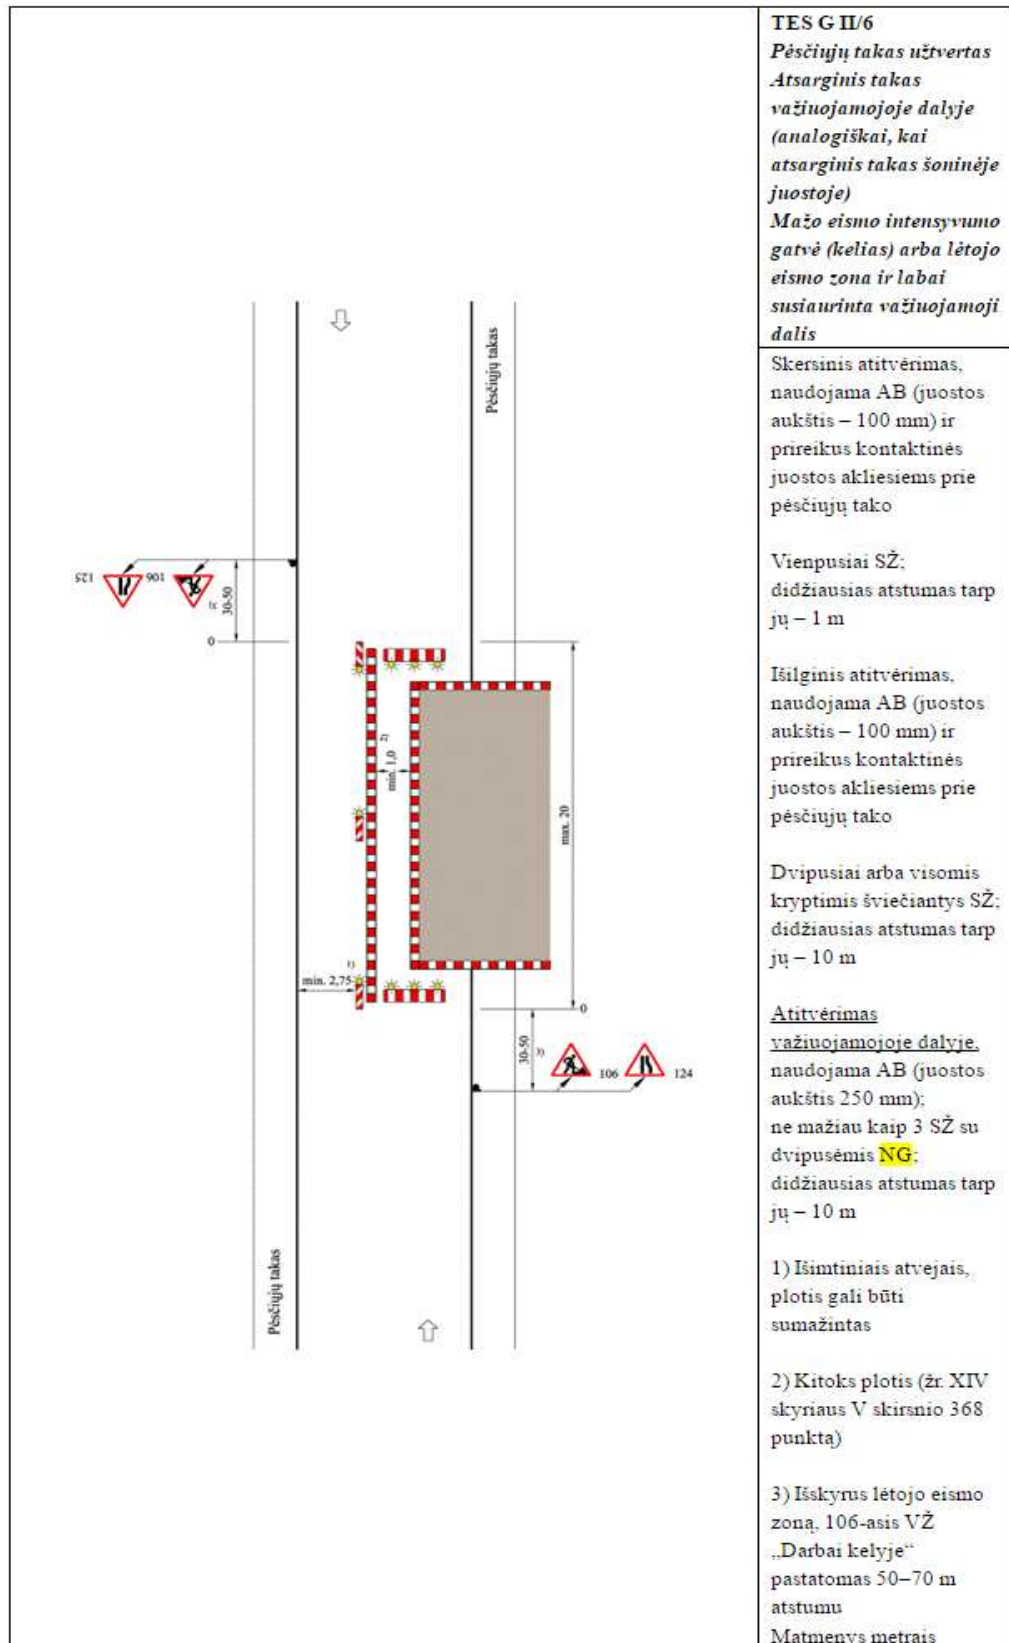 TES G II/6
Pėsčiųjų takas užtvertas
Atsarginis takas
važiuojamojoje dalyje
(analogiškai, kai
atsarginis takas šoninėje
juostoje)
Mažo eismo intensyvumo
gatvė (kelias) arba lėtojo
eismo zona ir labai
susiaurinta važiuojamoji
dalis
Skersinis atitvėrimas,
naudojama AB (juostos
aukštis – 100 mm) ir
prireikus kontaktinės
juostos akliesiems prie
pėsčiųjų tako
Vienpusiai SŽ;
didžiausias atstumas tarp
jų – 1 m
Išilginis atitvėrimas,
naudojama AB (juostos
aukštis – 100 mm) ir
prireikus kontaktinės
juostos akliesiems prie
pėsčiųjų tako
Dvipusiai arba visomis
kryptimis šviečiantys SŽ;
didžiausias atstumas tarp
jų – 10 m
Atitvėrimas
važiuojamojoje dalyje,
naudojama AB (juostos
aukštis 250 mm);
ne mažiau kaip 3 SŽ su
dvipusėmis NG;
didžiausias atstumas tarp
jų – 10 m
1) Išimtiniais atvejais,
plotis gali būti
sumažintas
2) Kitoks plotis (žr. XIV
skyriaus V skirsnio 368
punktą)
3) Išskyrus lėtojo eismo
zoną, 106-asis VŽ
„Darbai kelyje“
pastatomas 50–70 m
atstumu
Matmenys metrais
Pėsčiųjų takas
125
106
3)
30-50
0
2)
min. 1,0
max. 20
1)
min. 2,75
0
30-50
3)
106
124
Pėsčiųjų takas